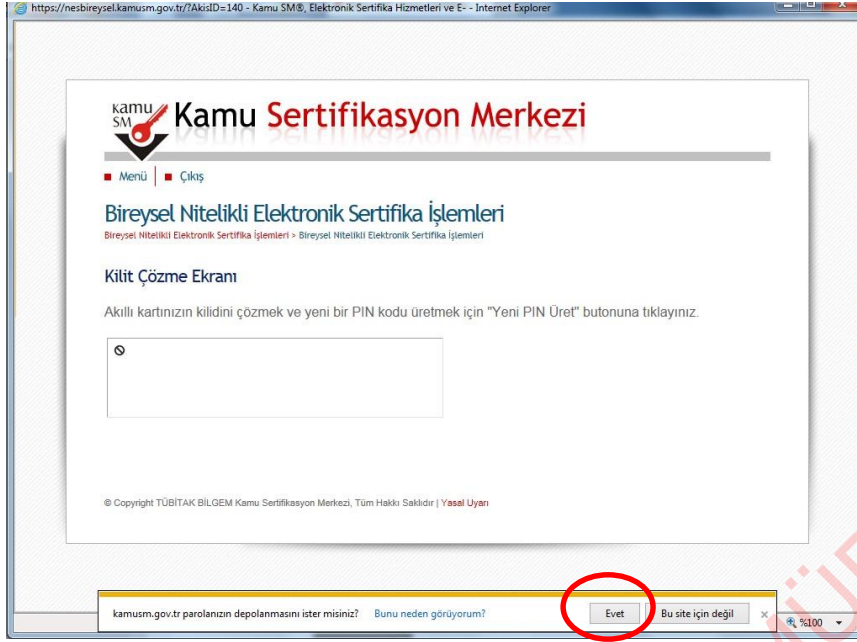 https://nesbireysel.kamusm.gov.tr/?AkisID=140 - Kamu SM®, Elektronik Sertifika Hizmetleri ve E- - Internet Explorer
Kamu SM
Kamu Sertifikasyon Merkezi
Menü | Çıkış
Bireysel Nitelikli Elektronik Sertifika İşlemleri
Bireysel Nitelikli Elektronik Sertifika İşlemleri > Bireysel Nitelikli Elektronik Sertifika İşlemleri
Kilit Çözme Ekranı
Akıllı kartınızın kilidini çözmek ve yeni bir PIN kodu üretmek için "Yeni PIN Üret" butonuna tıklayınız.
© Copyright TÜBİTAK BİLGEM Kamu Sertifikasyon Merkezi, Tüm Hakkı Saklıdır | Yasal Uyarı
kamusm.gov.tr parolanızın depolanmasını ister misiniz? Bunu neden görüyorum? Evet Bu site için değil ×
%100